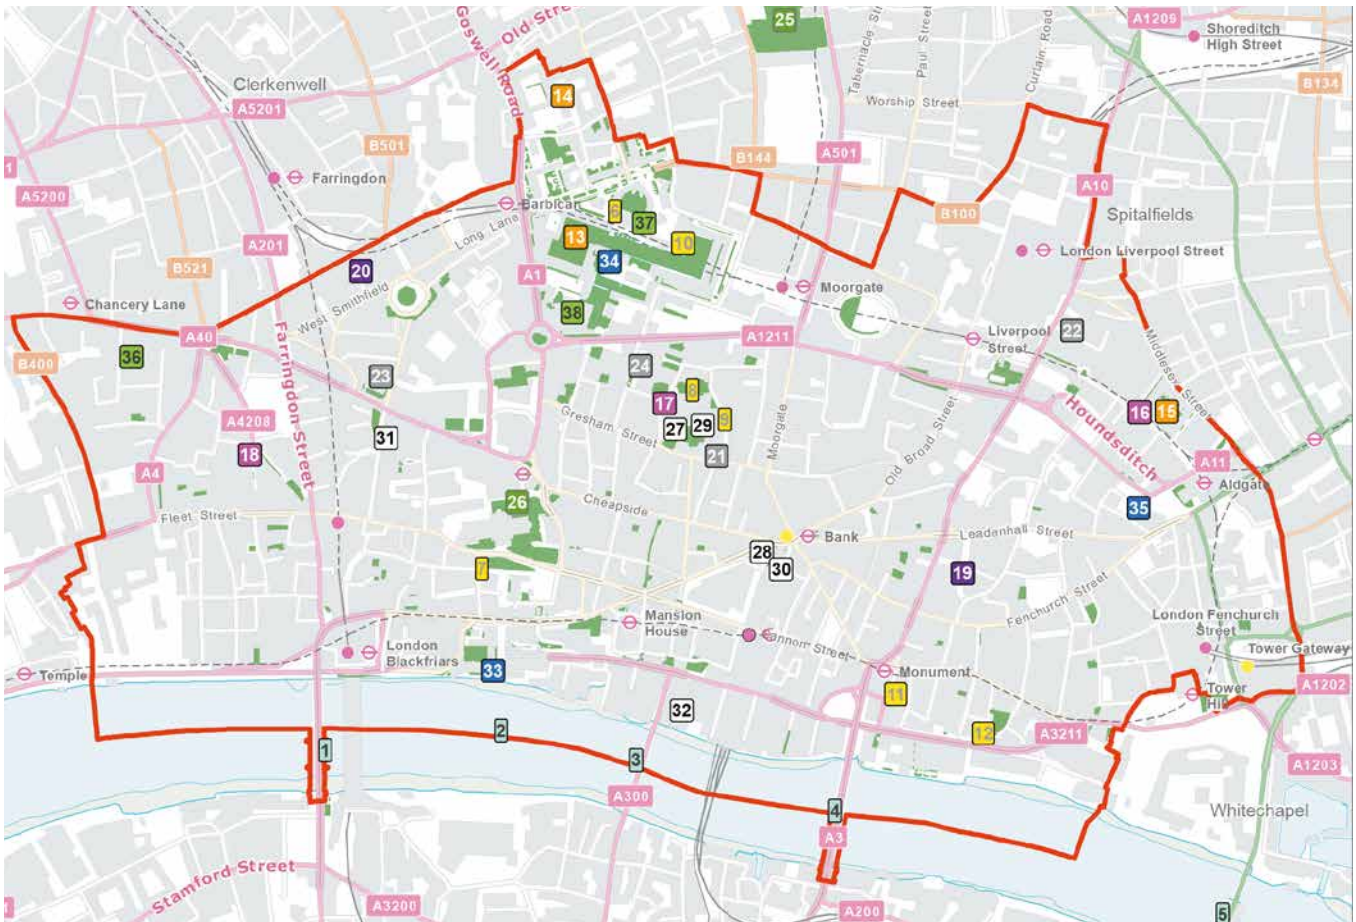 25
A1209
Shoreditch
High Street
Goswell Road
Old Street
Tabernacle Str
Paul Street
Curtain Road
Clerkenwell
14
Worship Street
B134
A5201
B501
B144
A501
Farringdon
A5200
A10
Barbican
6
37
B100
Spitalfields
A201
Long Lane
13
10
London Liverpool Street
B521
20
34
A1
Chancery Lane
West Smithfield
38
Moorgate
A40
A1211
Liverpool
Street
22
Middlesex Street
B400
36
Farringdon Street
23
24
8
17
9
16
15
A4208
Gresham Street
27
29
Moorgate
Old Broad Street
Houndsditch
31
18
21
A4
A11
Aldgate
26
Cheapside
35
Fleet Street
Bank
Leadenhall Street
28
7
30
19
Fenchurch Street
Mansion
House
London Fenchurch
Street
Cannon Street
London
Blackfriars
Tower Gateway
Temple
33
Monument
A1202
11
Tower
Hill
32
12
A3211
2
1
3
A1203
A300
4
Whitechapel
A3
Stamford Street
A3200
A200
5